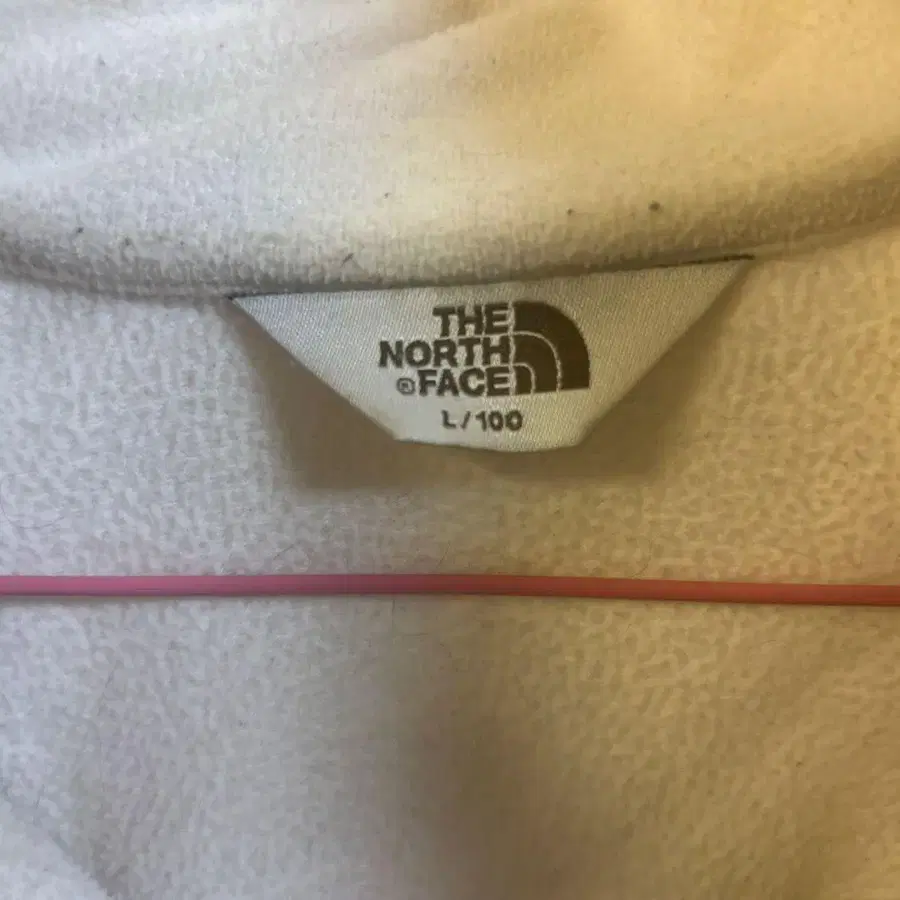 THE
NORTH
® FACE
L/100